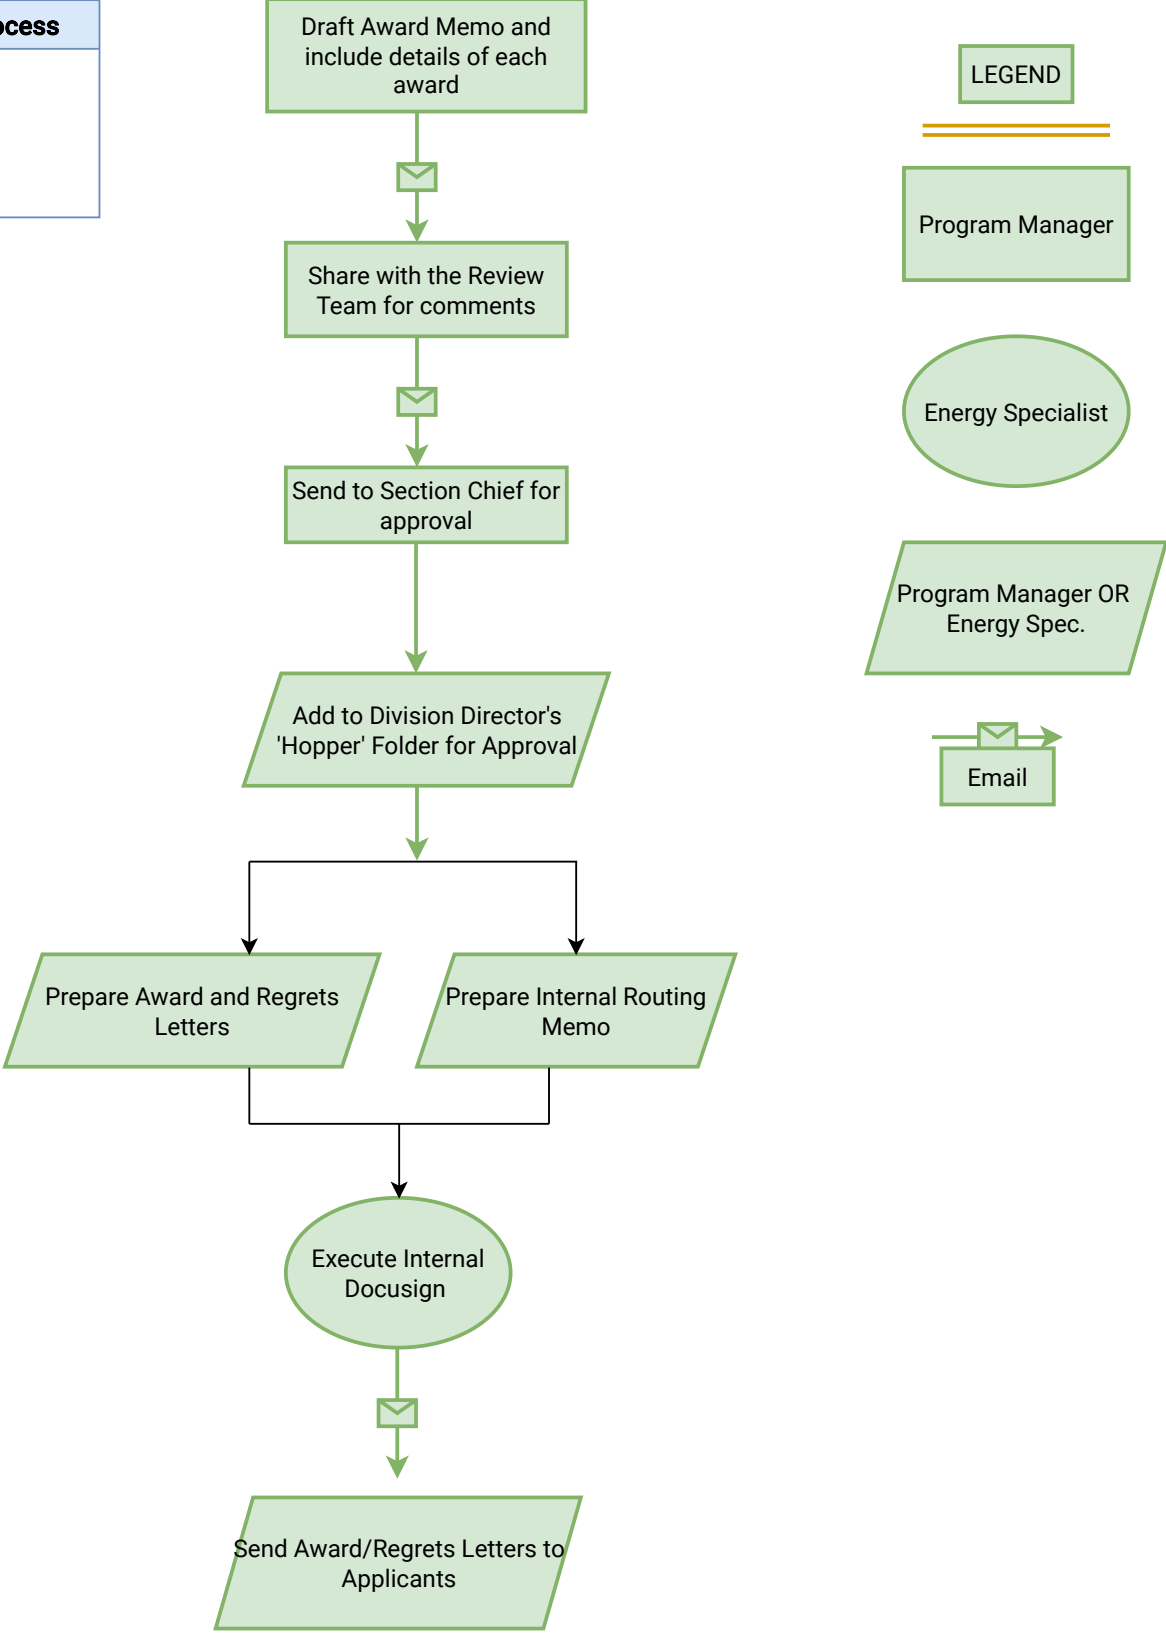 Draft Award Memo and
include details of each
award
Share with the Review
Team for comments
Send to Section Chief for
approval
Add to Division Director's
'Hopper' Folder for Approval
Prepare Award and Regrets
Letters
Prepare Internal Routing
Memo
Execute Internal
Docusign
Send Award/Regrets Letters to
Applicants
LEGEND
Program Manager
Energy Specialist
Program Manager OR
Energy Spec.
Email